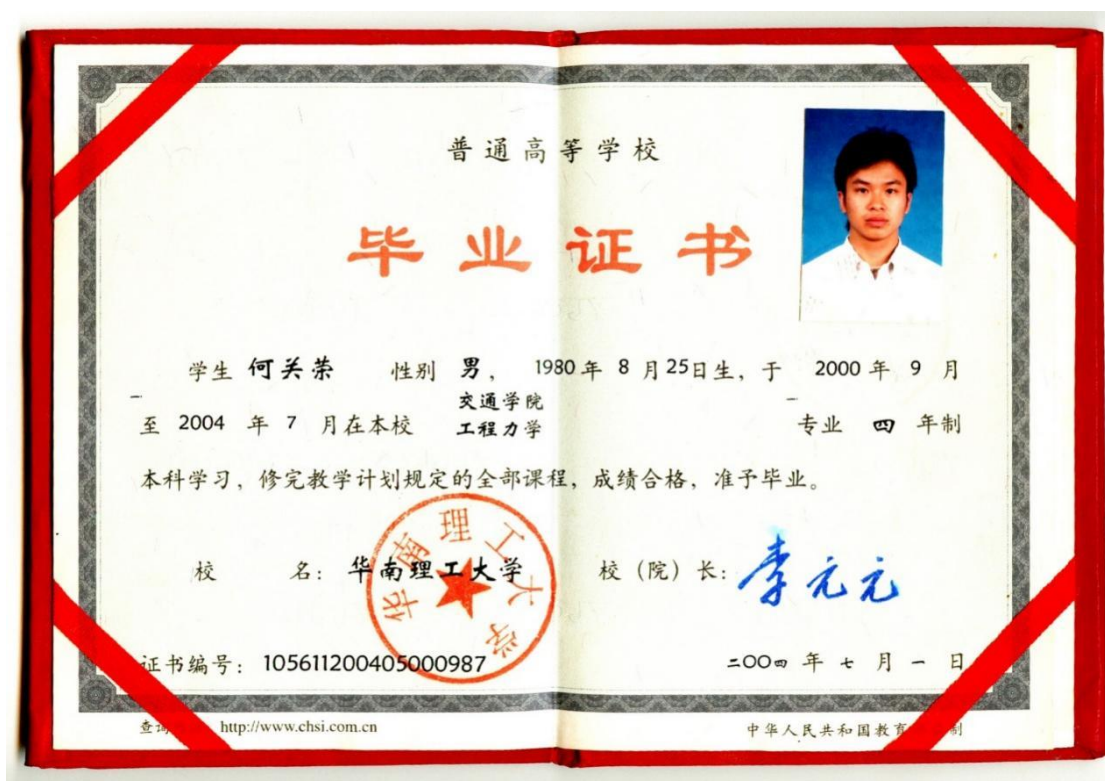 普通高等学校
毕业证书
学生 何关荣 性别 男， 1980 年 8 月 25 日生，于 2000 年 9 月
交通学院
至 2004 年 7 月在本校 工程力学 专业 四 年制
本科学习，修完教学计划规定的全部课程，成绩合格，准予毕业。
校 名：华南理工大学 校（院）长：李元元
华南理工大学
证书编号：105611200405000987 二〇〇四 年 七 月 一 日
http://www.chsi.com.cn 中华人民共和国教育